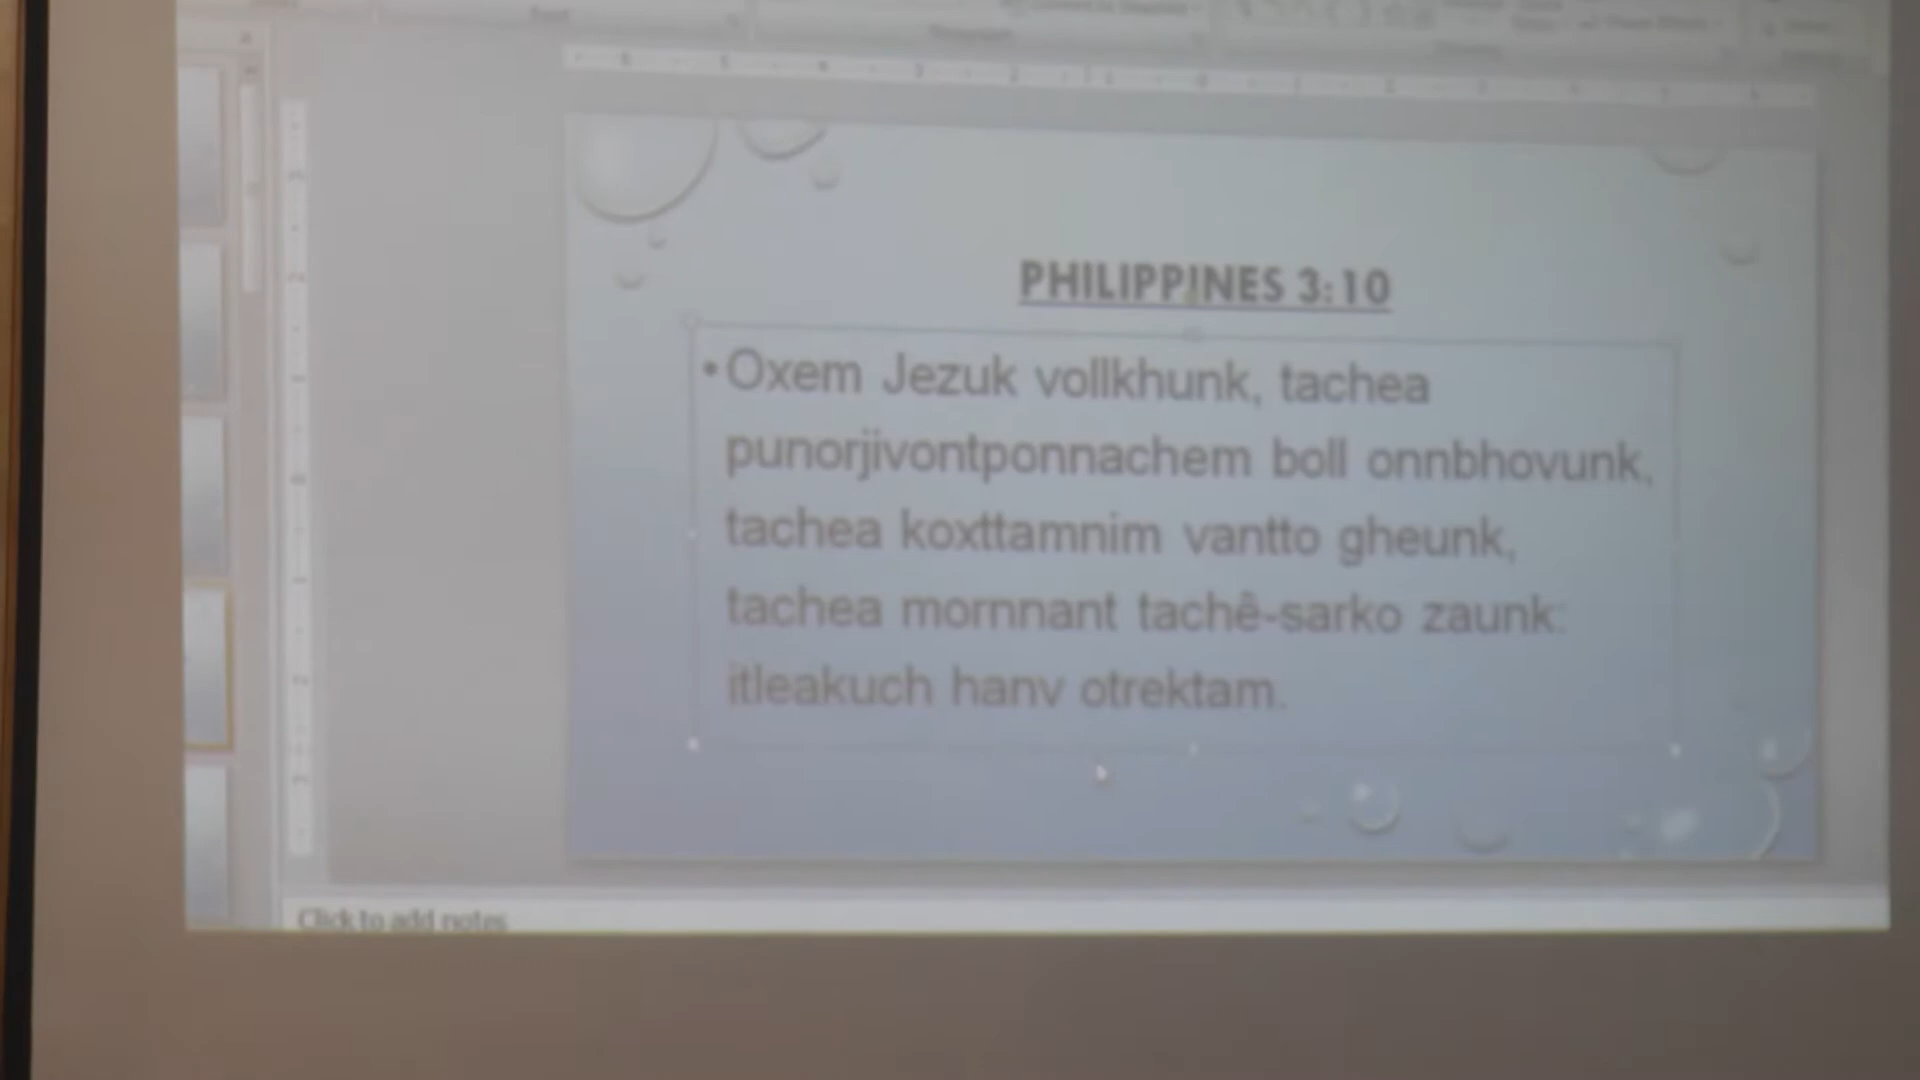 PHILIPPINES 3:10
•Oxem Jezuk vollkhunk, tachea
punorjivontponnachem boll onnbhovunk,
tachea koxttamnim vantto gheunk,
tachea mornnant tachê-sarko zaunk:
itleakuch hanv otrektam.
Click to add notes